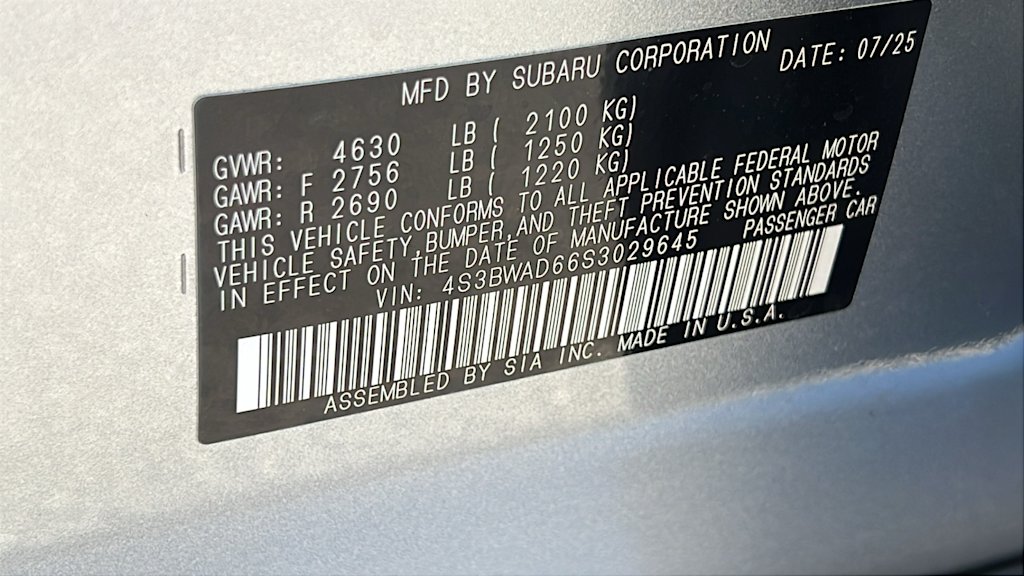 MFD BY SUBARU CORPORATION DATE: 07/25
GVWR: 4630 LB ( 2100 KG)
GAWR: F 2756 LB ( 1250 KG)
GAWR: R 2690 LB ( 1220 KG)
THIS VEHICLE CONFORMS TO ALL APPLICABLE FEDERAL MOTOR
VEHICLE SAFETY,BUMPER,AND THEFT PREVENTION STANDARDS
IN EFFECT ON THE DATE OF MANUFACTURE SHOWN ABOVE.
VIN: 4S3BWAD66S3029645 PASSENGER CAR
ASSEMBLED BY SIA INC. MADE IN U.S.A.